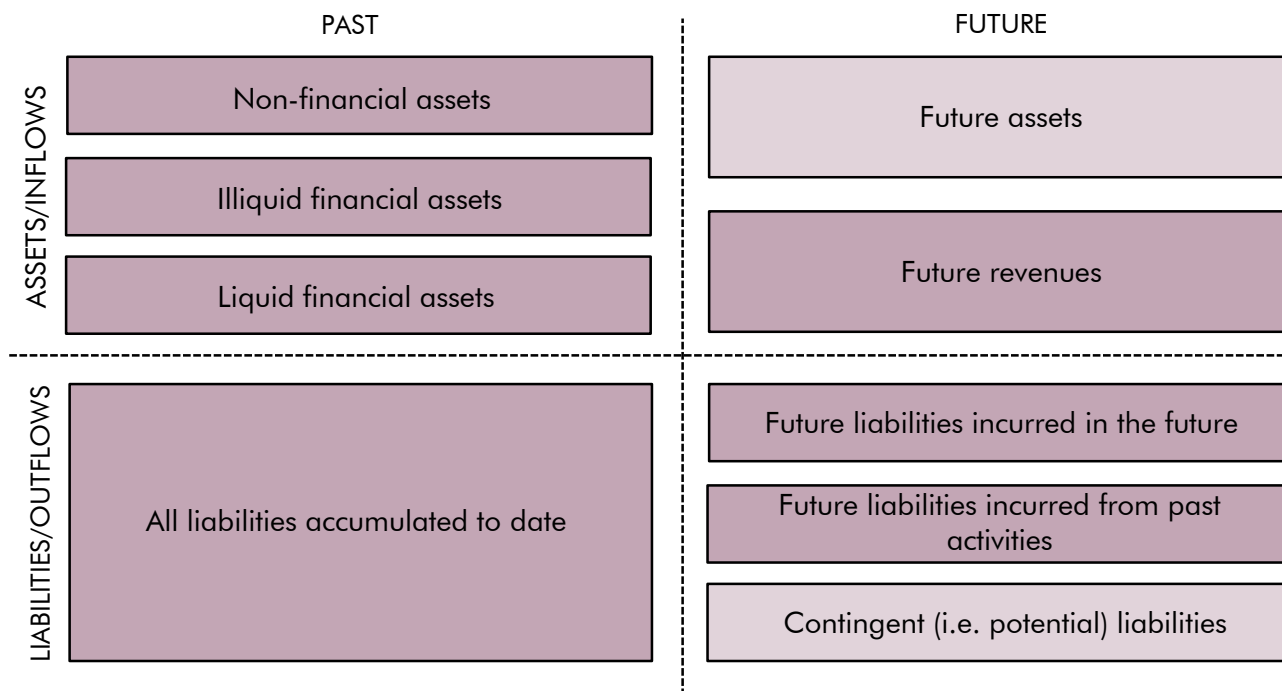 PAST
FUTURE
ASSETS/INFLOWS
Non-financial assets
Illiquid financial assets
Liquid financial assets
Future assets
Future revenues
LIABILITIES/OUTFLOWS
All liabilities accumulated to date
Future liabilities incurred in the future
Future liabilities incurred from past
activities
Contingent (i.e. potential) liabilities